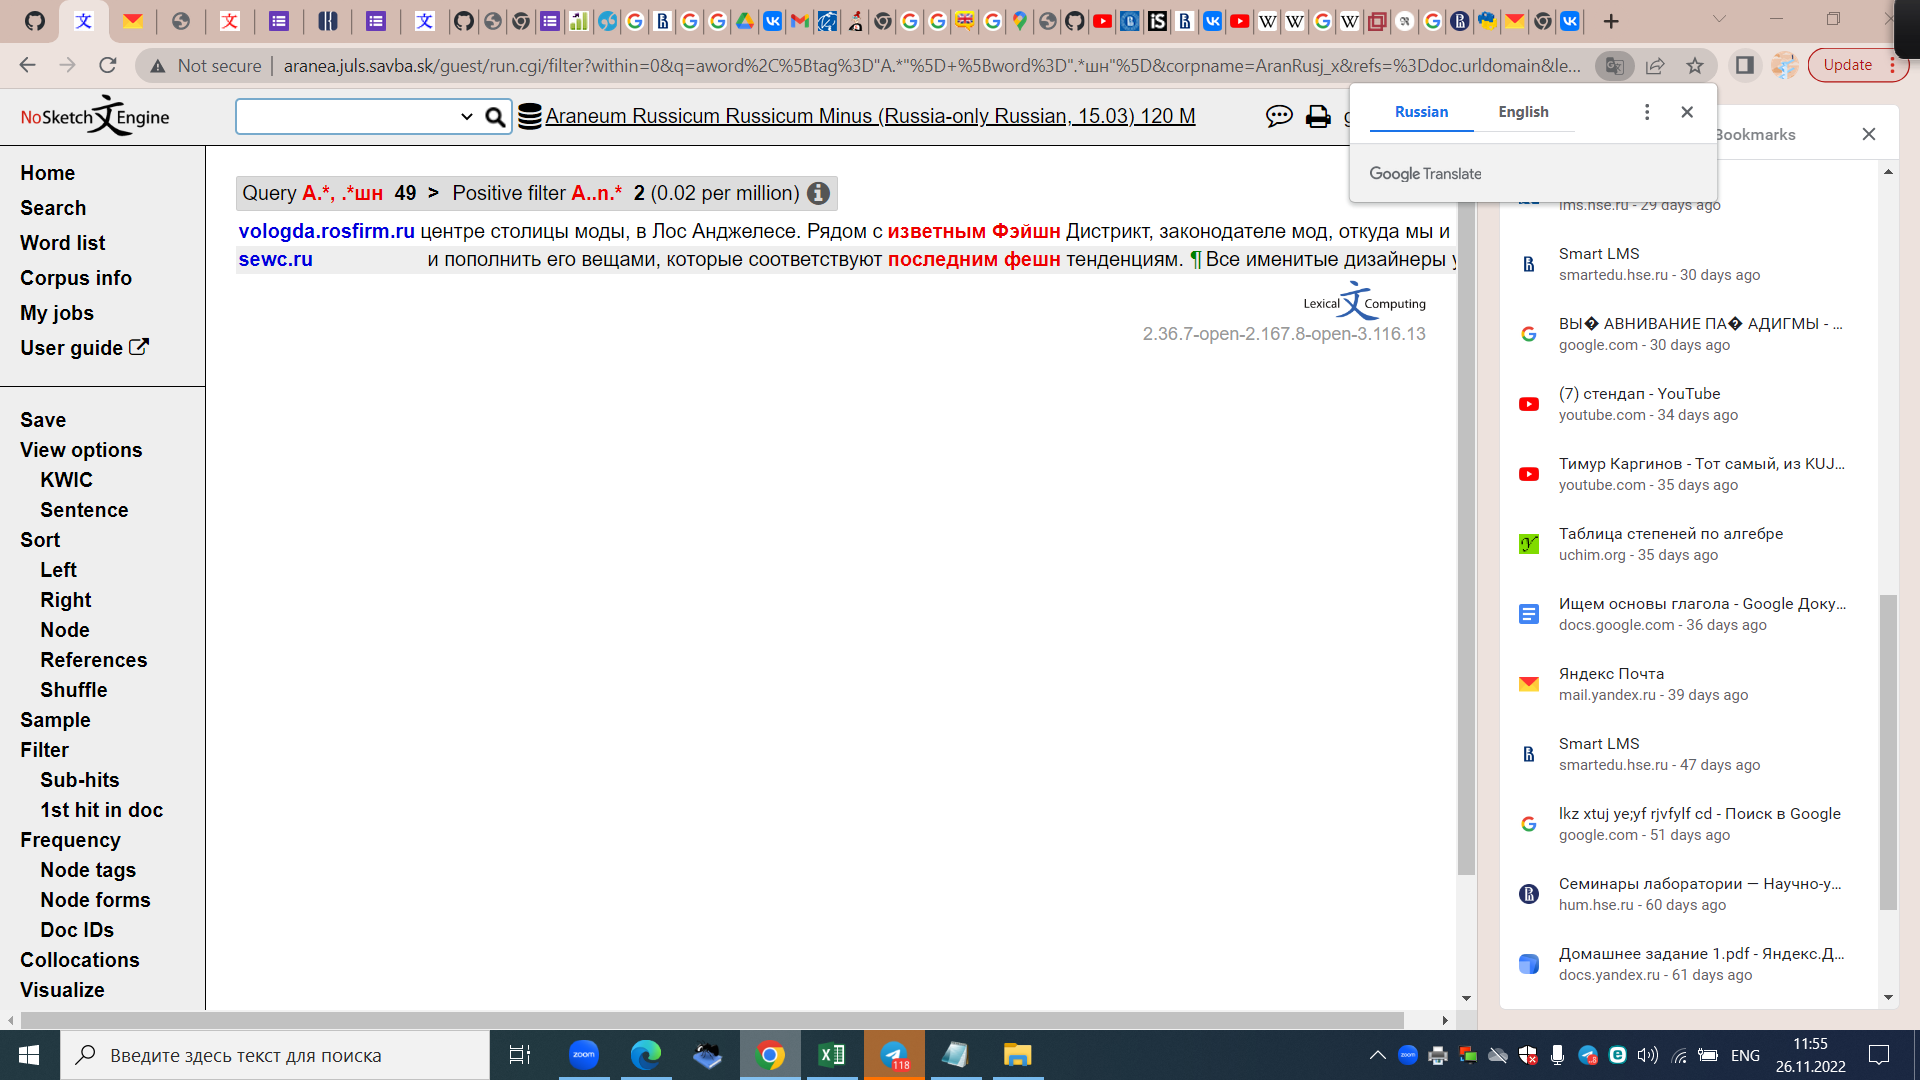 Not secure
aranea.juls.savba.sk/guest/run.cgi/filter?within=0&q=aword%2C%5Btag%3D"A.*"%5D+%5Bword%3D".*шн"%5D&corpname=AranRusj_x&refs=%3Ddoc.urldomain&le...
Update
NoSketch Engine
Araneum Russicum Russicum Minus (Russia-only Russian, 15.03) 120 M
Russian
English
Google Translate
Bookmarks
Home
Search
Word list
Corpus info
My jobs
User guide
Save
View options
KWIC
Sentence
Sort
Left
Right
Node
References
Shuffle
Sample
Filter
Sub-hits
1st hit in doc
Frequency
Node tags
Node forms
Doc IDs
Collocations
Visualize
Query A.*, .*шн 49 > Positive filter A..n.* 2 (0.02 per million)
vologda.rosfirm.ru центре столицы моды, в Лос Анджелесе. Рядом с изветным Фэйшн Дистрикт, законодателе мод, откуда мы и
sewc.ru и пополнить его вещами, которые соответствуют последним фешн тенденциям. ¶ Все именитые дизайнеры
Lexical Computing
2.36.7-open-2.167.8-open-3.116.13
lms.hse.ru - 29 days ago
Smart LMS
smartedu.hse.ru - 30 days ago
ВЫ� АВНИВАНИЕ ПА� АДИГМЫ - ...
google.com - 30 days ago
(7) стендап - YouTube
youtube.com - 34 days ago
Тимур Каргинов - Тот самый, из KUJ...
youtube.com - 35 days ago
Таблица степеней по алгебре
uchim.org - 35 days ago
Ищем основы глагола - Google Доку...
docs.google.com - 36 days ago
Яндекс Почта
mail.yandex.ru - 39 days ago
Smart LMS
smartedu.hse.ru - 47 days ago
lkz xtuj ye;yf rjvfylf cd - Поиск в Google
google.com - 51 days ago
Семинары лаборатории — Научно-у...
hum.hse.ru - 60 days ago
Домашнее задание 1.pdf - Яндекс.Д...
docs.yandex.ru - 61 days ago
Введите здесь текст для поиска
zoom
118
ENG
11:55
26.11.2022